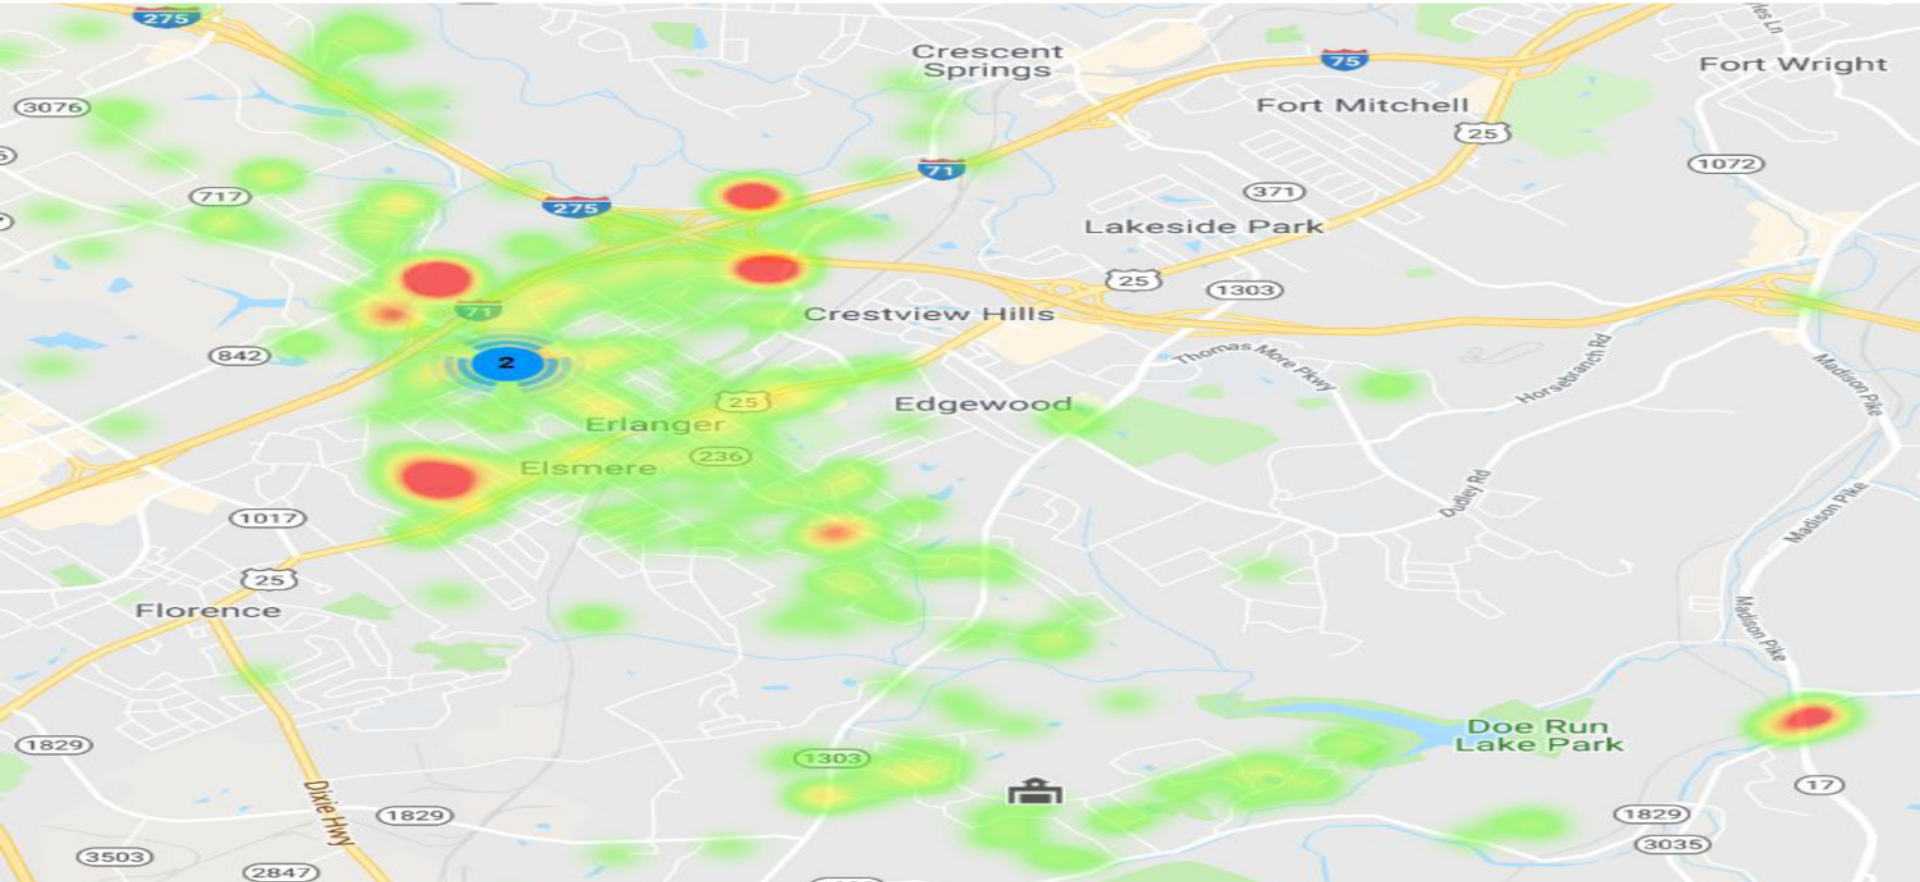 275
Crescent
Springs
75
Fort Wright
3076
Fort Mitchell
25
71
1072
717
371
275
Lakeside Park
25
1303
71
Crestview Hills
842
2
Thomas More Pkwy
Horsebranch Rd
Madison Pike
25
Edgewood
Erlanger
236
Elsmere
Dudley Rd
Madison Pike
1017
25
Florence
Madison Pike
Doe Run
Lake Park
1829
1303
17
Dixie Hwy
1829
1829
3035
3503
2847